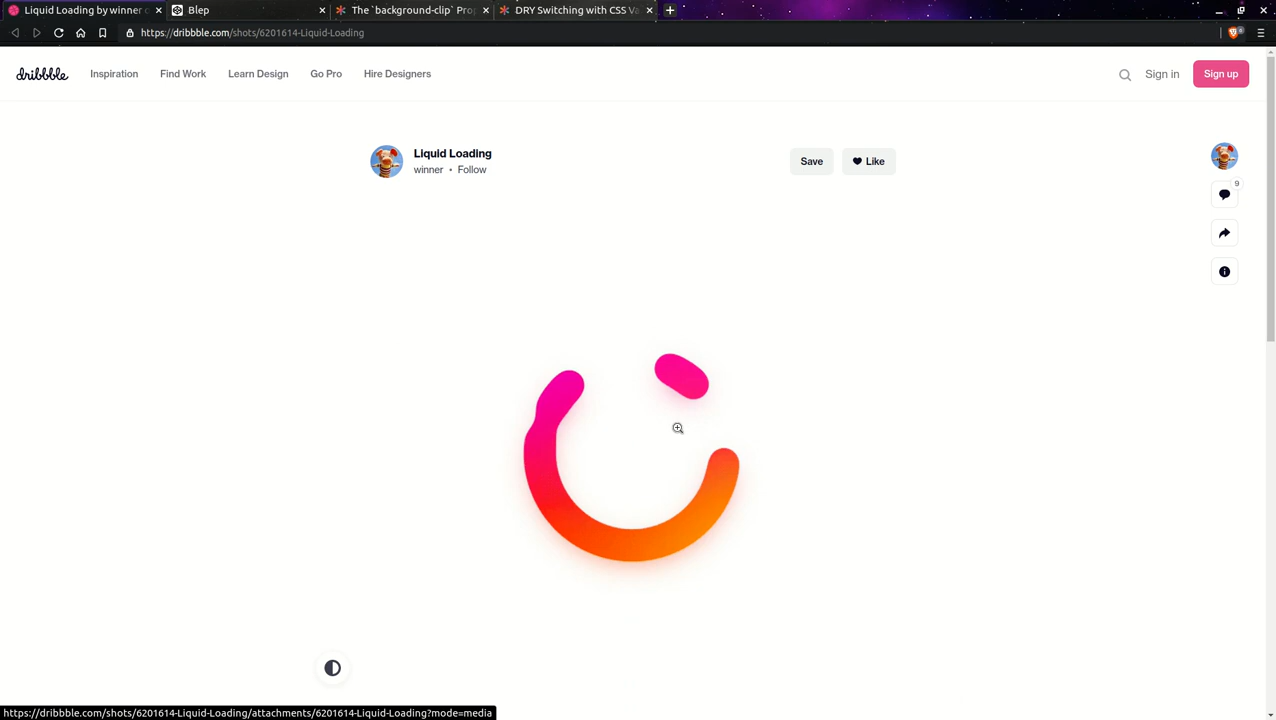 Liquid Loading by winner o
Blep
The `background-clip` Prop
DRY Switching with CSS Va
https://dribbble.com/shots/6201614-Liquid-Loading
6
dribbble
Inspiration
Find Work
Learn Design
Go Pro
Hire Designers
Sign in
Sign up
Liquid Loading
winner • Follow
Save
Like
9
https://dribbble.com/shots/6201614-Liquid-Loading/attachments/6201614-Liquid-Loading?mode=media